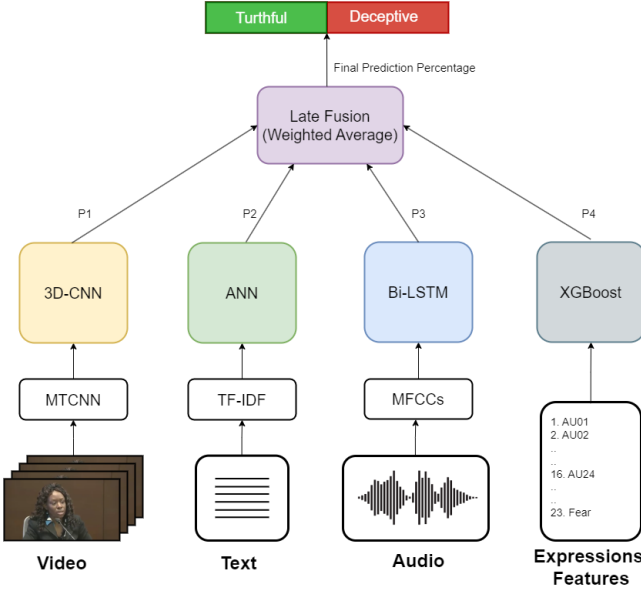 Turthful Deceptive
Final Prediction Percentage
Late Fusion
(Weighted Average)
P1 P2 P3 P4
3D-CNN ANN Bi-LSTM XGBoost
MTCNN TF-IDF MFCCs
1. AU01
2. AU02
..
..
16. AU24
..
..
23. Fear
Video Text Audio Expressions
Features